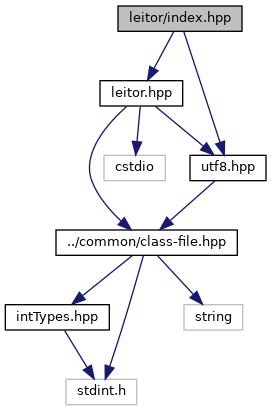 leitor/index.hpp
leitor.hpp
cstdio
utf8.hpp
../common/class-file.hpp
intTypes.hpp
string
stdint.h